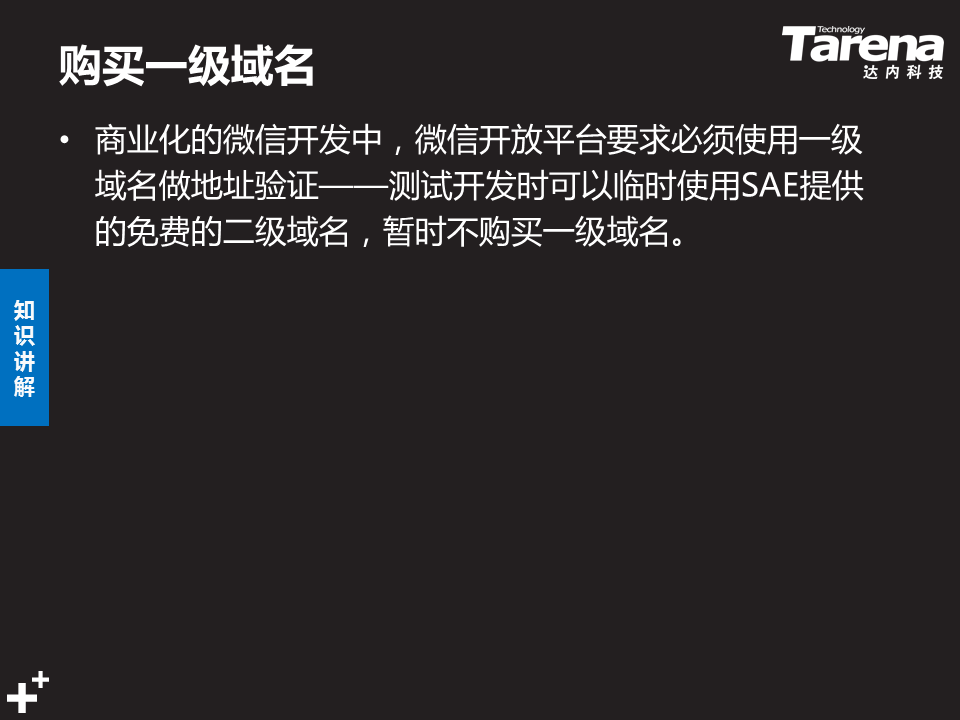 购买一级域名
Technology
Tarena
达内科技
• 商业化的微信开发中，微信开放平台要求必须使用一级
域名做地址验证——测试开发时可以临时使用SAE提供
的免费的二级域名，暂时不购买一级域名。
知
识
讲
解